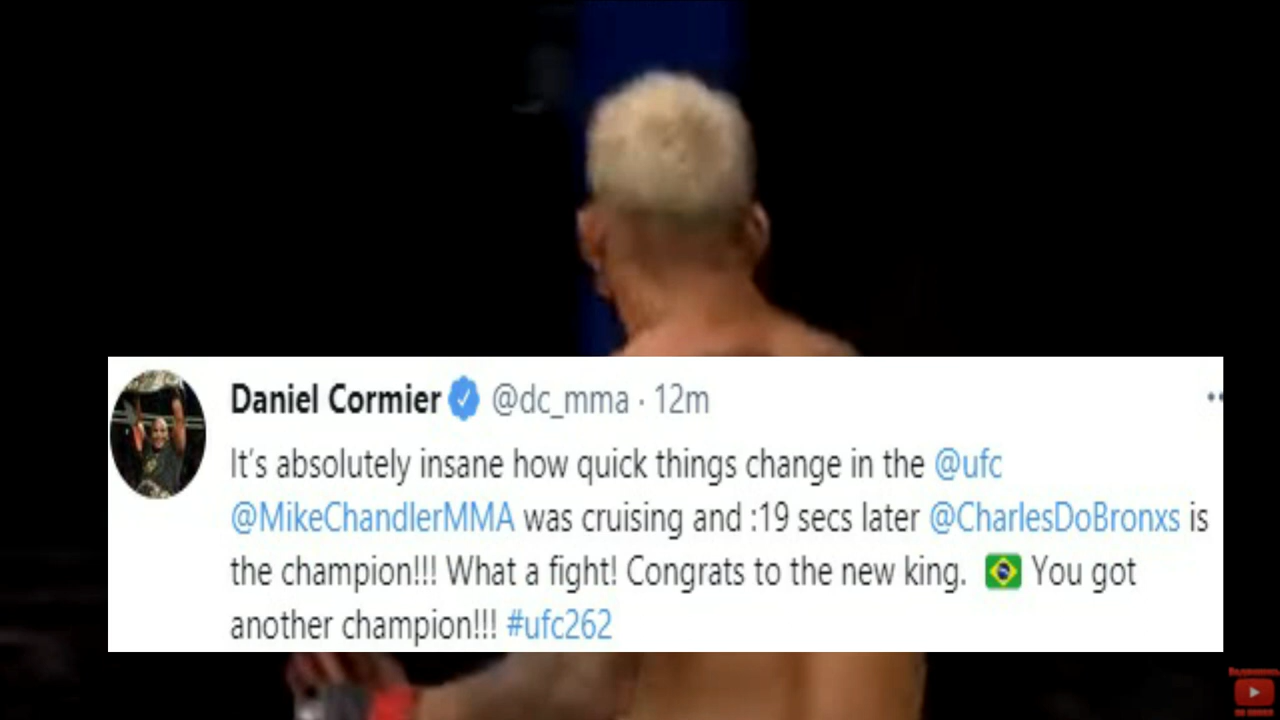 Daniel Cormier @dc_mma · 12m
It's absolutely insane how quick things change in the @ufc
@MikeChandlerMMA was cruising and :19 secs later @CharlesDoBronxs is
the champion!!! What a fight! Congrats to the new king. 🇧🇷 You got
another champion!!! #ufc262